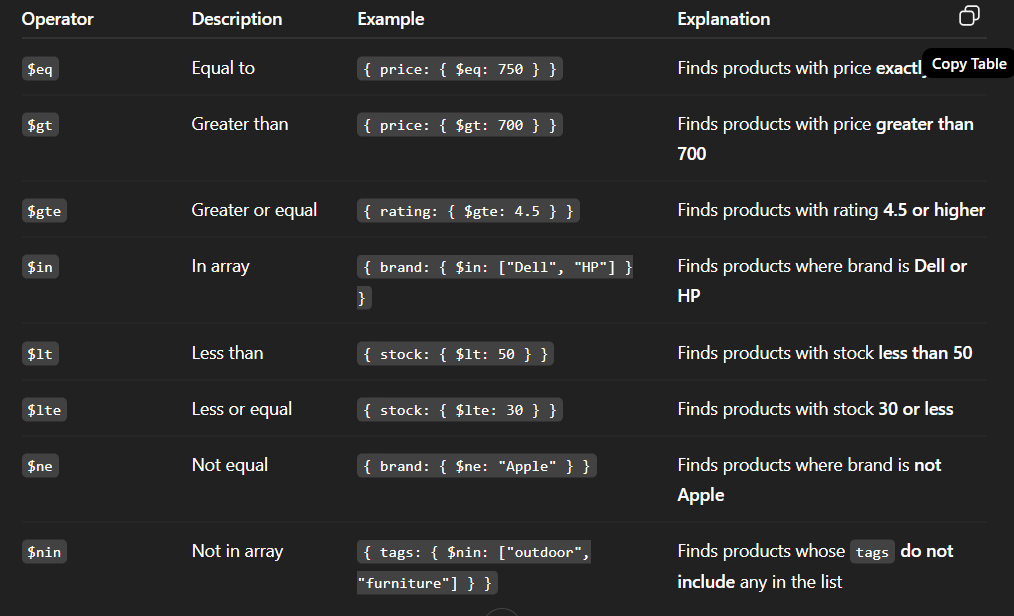 Operator Description Example Explanation
$eq Equal to { price: { $eq: 750 } } Finds products with price exactly
Copy Table
$gt Greater than { price: { $gt: 700 } } Finds products with price greater than
700
$gte Greater or equal { rating: { $gte: 4.5 } } Finds products with rating 4.5 or higher
$in In array { brand: { $in: ["Dell", "HP"] } Finds products where brand is Dell or
} HP
$lt Less than { stock: { $lt: 50 } } Finds products with stock less than 50
$lte Less or equal { stock: { $lte: 30 } } Finds products with stock 30 or less
$ne Not equal { brand: { $ne: "Apple" } } Finds products where brand is not
Apple
$nin Not in array { tags: { $nin: ["outdoor", Finds products whose tags do not
"furniture"] } } include any in the list